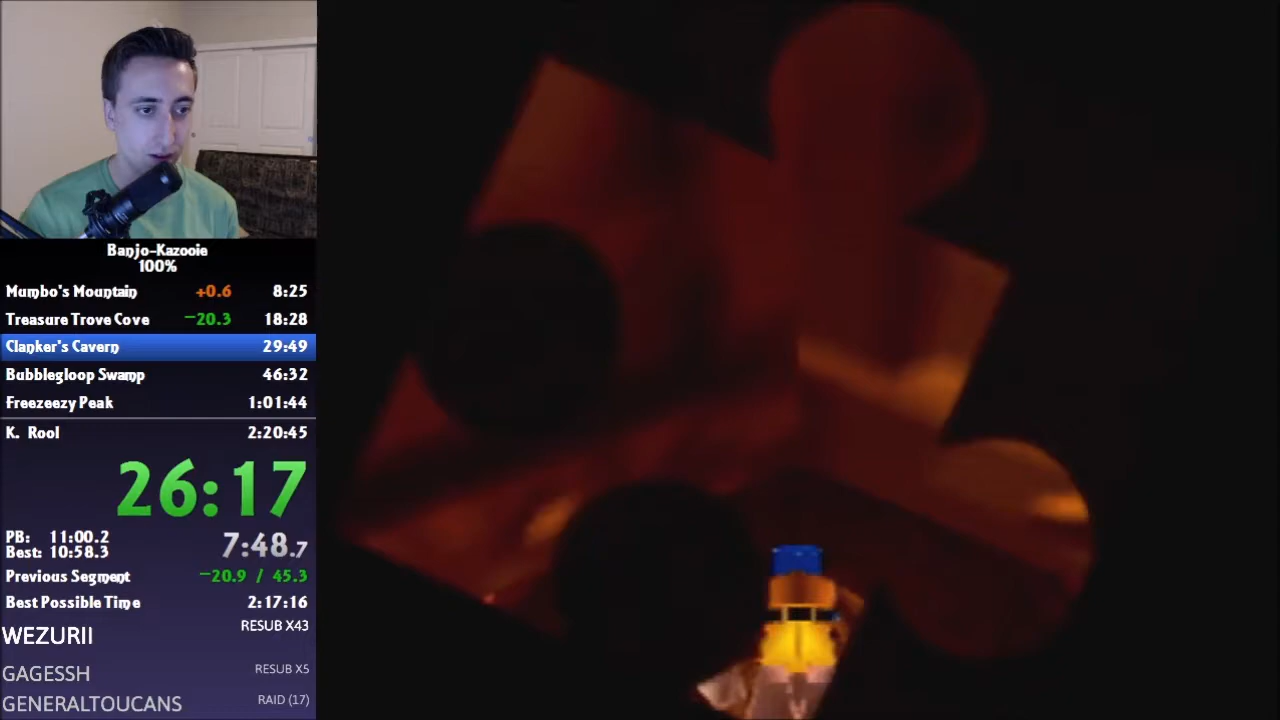 Banjo-Kazooie
100%
Mumbo's Mountain +0.6 8:25
Treasure Trove Cove −20.3 18:28
Clanker's Cavern 29:49
Bubblegloop Swamp 46:32
Freezeezy Peak 1:01:44
K. Rool 2:20:45
26:17
PB: 11:00.2
Best: 10:58.3
7:48.7
Previous Segment −20.9 / 45.3
Best Possible Time 2:17:16
WEZURII RESUB X43
GAGESSH RESUB X5
GENERALTOUCANS RAID (17)